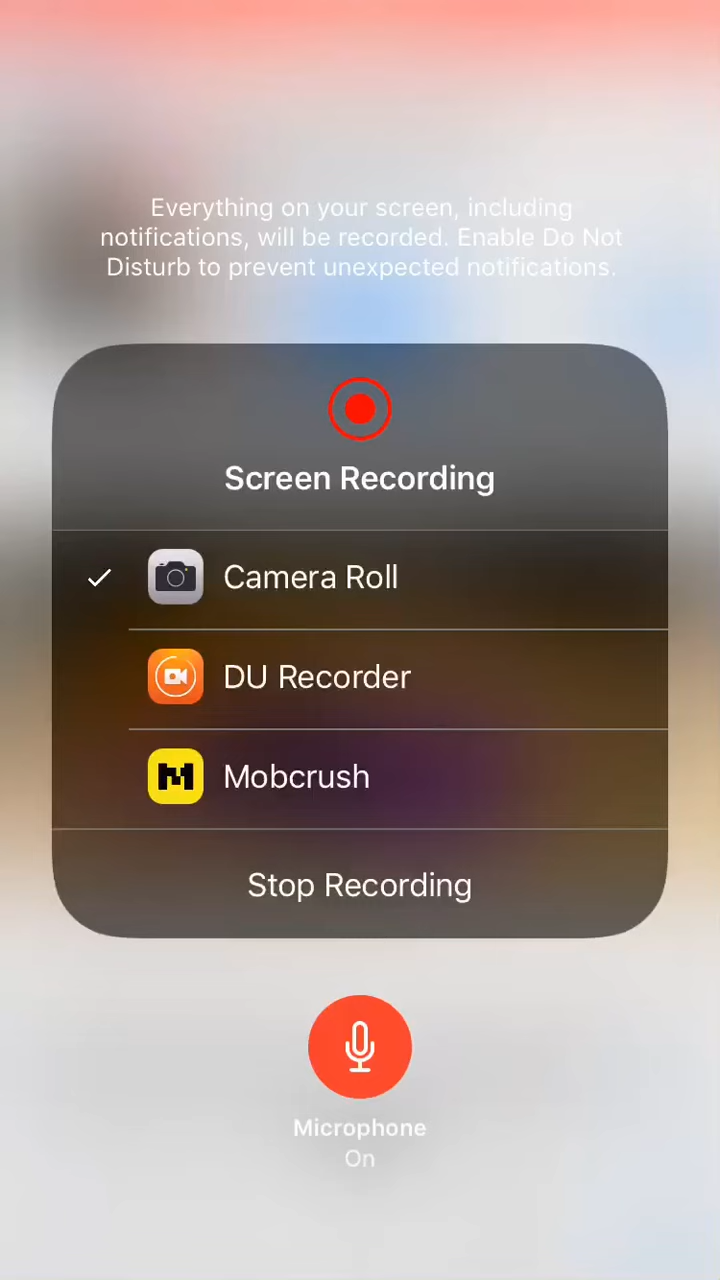 Everything on your screen, including
notifications, will be recorded. Enable Do Not
Disturb to prevent unexpected notifications.
Screen Recording
Camera Roll
DU Recorder
Mobcrush
Stop Recording
Microphone
On